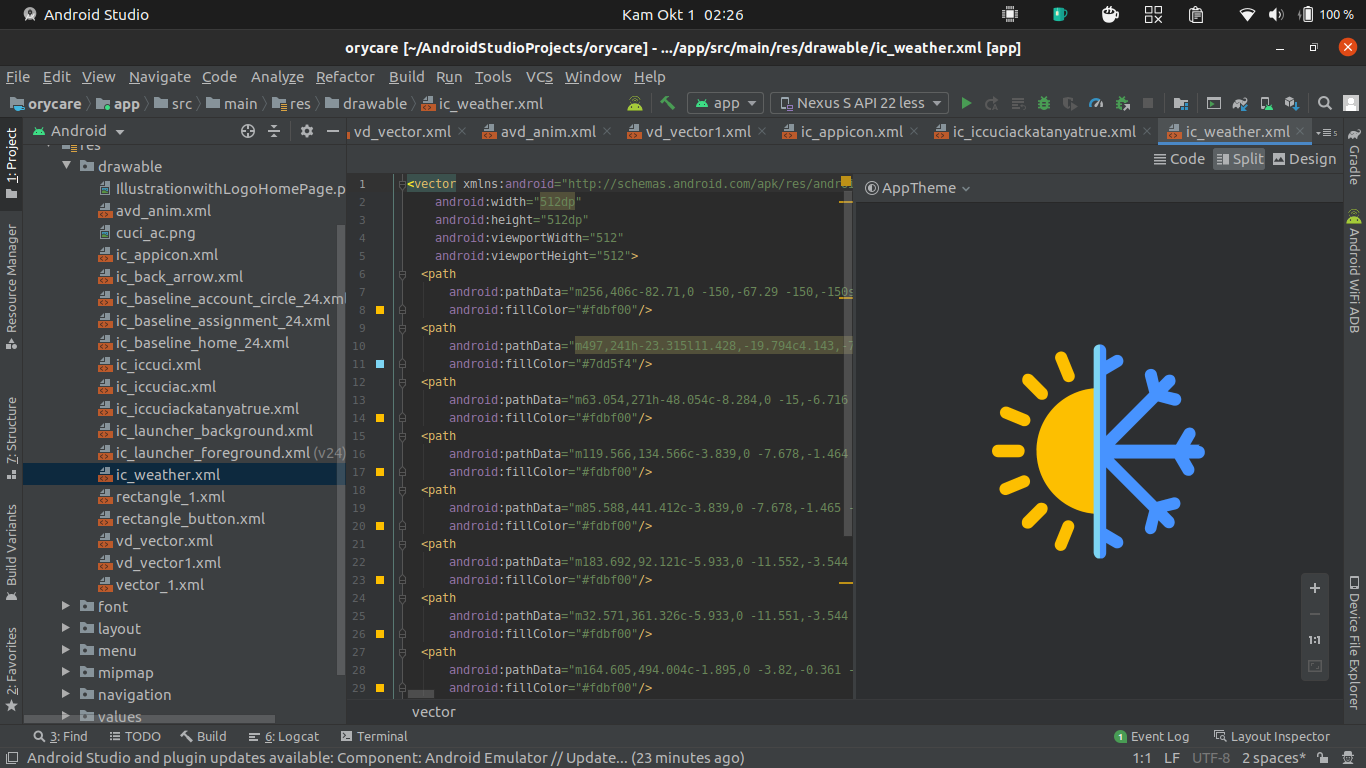 Android Studio
Kam Okt 1 02:26
100 %
orycare [~/AndroidStudioProjects/orycare] - .../app/src/main/res/drawable/ic_weather.xml [app]
File Edit View Navigate Code Analyze Refactor Build Run Tools VCS Window Help
orycare app src main res drawable ic_weather.xml
app
Nexus S API 22 less
Android
vd_vector.xml avd_anim.xml vd_vector1.xml ic_appicon.xml ic_iccuciackatanyatrue.xml ic_weather.xml
Code Split Design
AppTheme
1: Project
Resource Manager
7: Structure
Build Variants
2: Favorites
res
drawable
IllustrationwithLogoHomePage.p
avd_anim.xml
cuci_ac.png
ic_appicon.xml
ic_back_arrow.xml
ic_baseline_account_circle_24.xml
ic_baseline_assignment_24.xml
ic_baseline_home_24.xml
ic_iccuci.xml
ic_iccuciac.xml
ic_iccuciackatanyatrue.xml
ic_launcher_background.xml
ic_launcher_foreground.xml (v24)
ic_weather.xml
rectangle_1.xml
rectangle_button.xml
vd_vector.xml
vd_vector1.xml
vector_1.xml
font
layout
menu
mipmap
navigation
values
1 <vector xmlns:android="http://schemas.android.com/apk/res/andr
2 android:width="512dp"
3 android:height="512dp"
4 android:viewportWidth="512"
5 android:viewportHeight="512">
6 <path
7 android:pathData="m256,406c-82.71,0 -150,-67.29 -150,-150s
8 android:fillColor="#fdbf00"/>
9 <path
10 android:pathData="m497,241h-23.315l11.428,-19.794c4.143,-7
11 android:fillColor="#7dd5f4"/>
12 <path
13 android:pathData="m63.054,271h-48.054c-8.284,0 -15,-6.716
14 android:fillColor="#fdbf00"/>
15 <path
16 android:pathData="m119.566,134.566c-3.839,0 -7.678,-1.464
17 android:fillColor="#fdbf00"/>
18 <path
19 android:pathData="m85.588,441.412c-3.839,0 -7.678,-1.465 -
20 android:fillColor="#fdbf00"/>
21 <path
22 android:pathData="m183.692,92.121c-5.933,0 -11.552,-3.544
23 android:fillColor="#fdbf00"/>
24 <path
25 android:pathData="m32.571,361.326c-5.933,0 -11.551,-3.544
26 android:fillColor="#fdbf00"/>
27 <path
28 android:pathData="m164.605,494.004c-1.895,0 -3.82,-0.361 -
29 android:fillColor="#fdbf00"/>
vector
1:1
Gradle
Android WiFi ADB
Device File Explorer
3: Find TODO Build 6: Logcat Terminal
1 Event Log Layout Inspector
Android Studio and plugin updates available: Component: Android Emulator // Update... (23 minutes ago)
1:1 LF UTF-8 2 spaces*